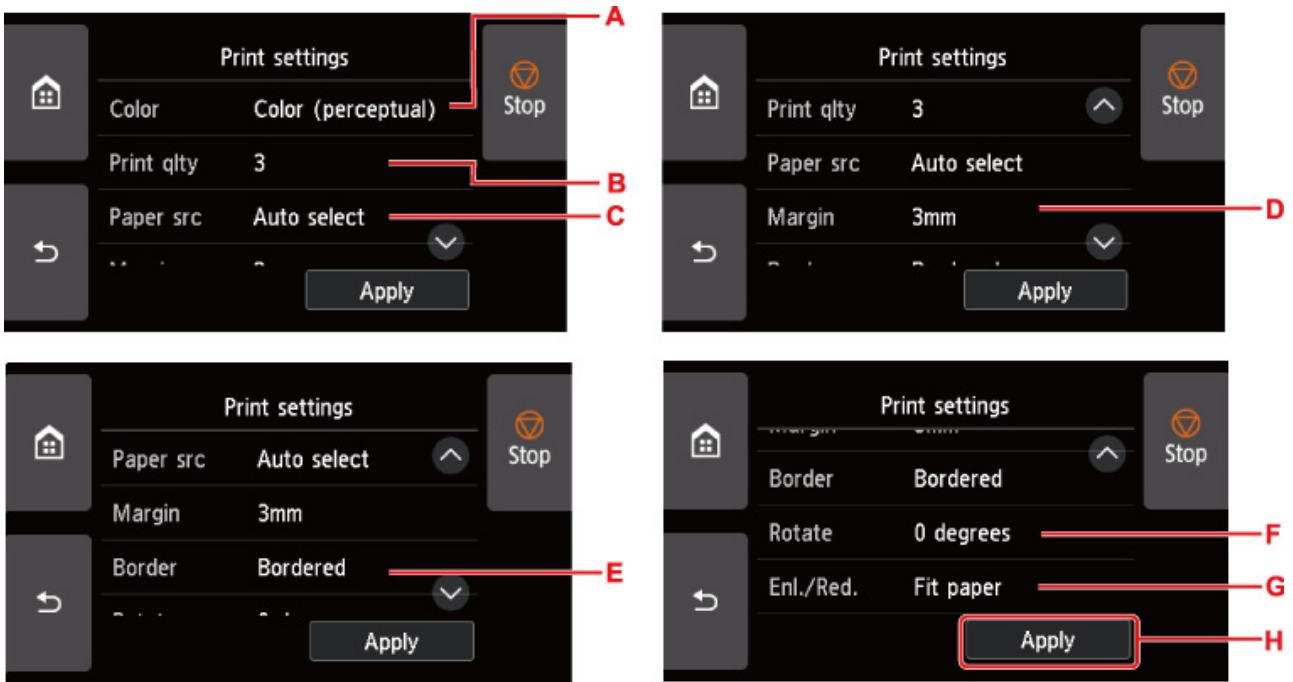 A
Print settings
Stop
Color Color (perceptual)
Print qlty 3
B
Paper src Auto select
C
Apply
Print settings
Stop
Print qlty 3
Paper src Auto select
Margin 3mm
D
Apply
Print settings
Stop
Paper src Auto select
Margin 3mm
Border Bordered
E
Apply
Print settings
Stop
Border Bordered
Rotate 0 degrees
F
Enl./Red. Fit paper
G
Apply
H